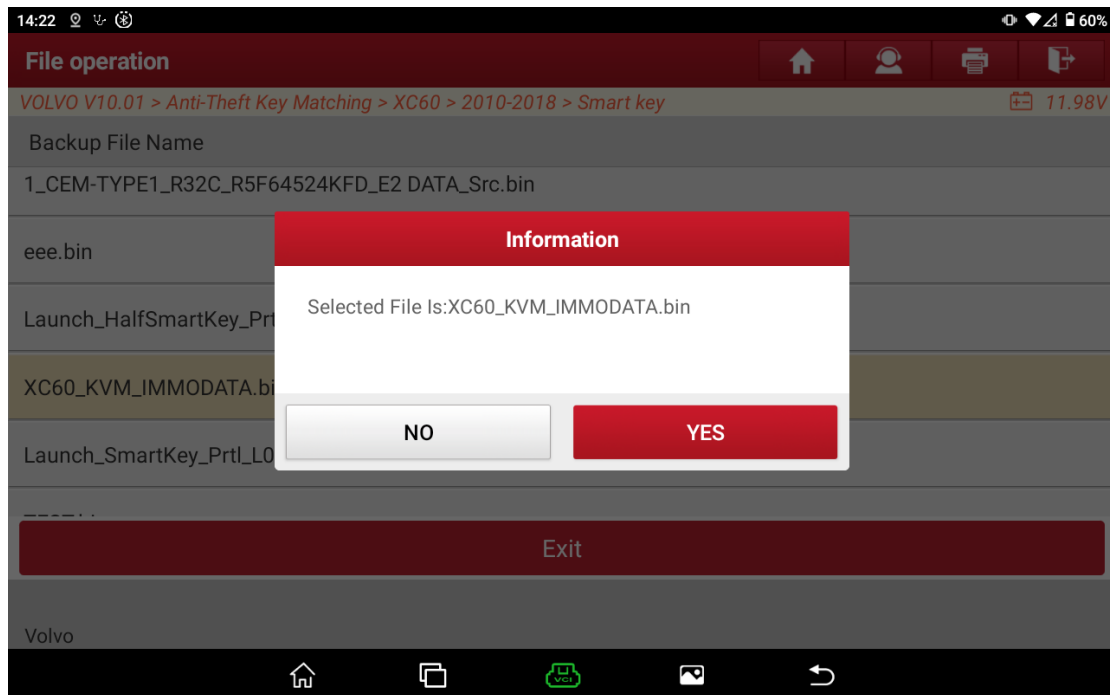 14:22 60%
File operation
VOLVO V10.01 > Anti-Theft Key Matching > XC60 > 2010-2018 > Smart key 11.98V
Backup File Name
1_CEM-TYPE1_R32C_R5F64524KFD_E2 DATA_Src.bin
eee.bin
Launch_HalfSmartKey_Prt
XC60_KVM_IMMODATA.bi
Launch_SmartKey_Prtl_L0
Information
Selected File Is:XC60_KVM_IMMODATA.bin
NO YES
Exit
Volvo
VCI